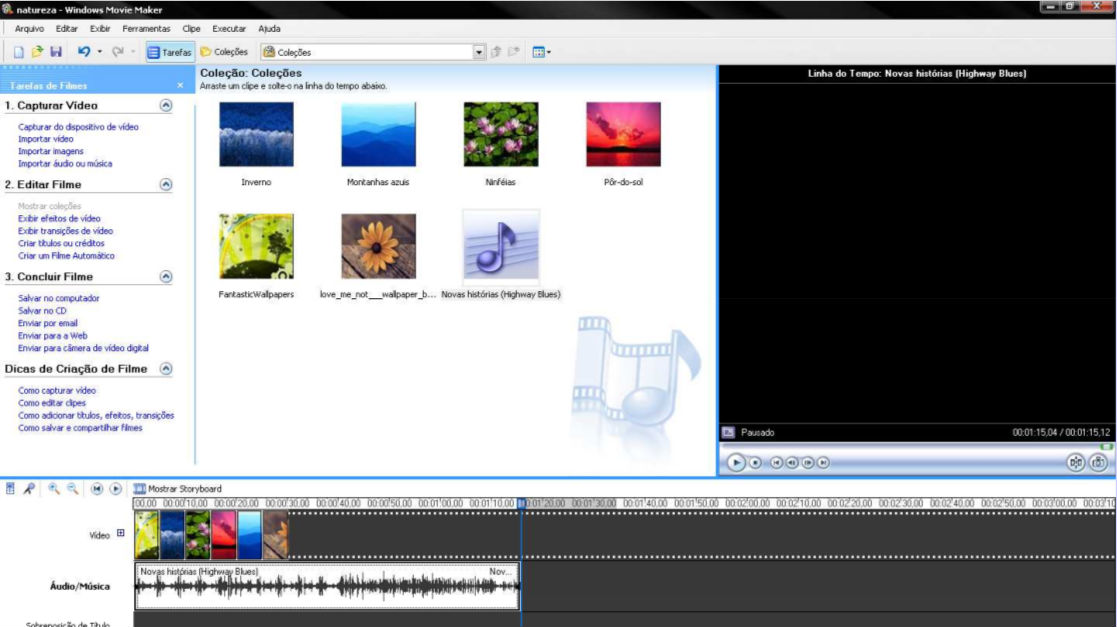 natureza - Windows Movie Maker
Arquivo Editar Exibir Ferramentas Clipe Executar Ajuda
Tarefas Coleções Coleções
Tarefas de Filmes
1. Capturar Vídeo
Capturar do dispositivo de vídeo
Importar vídeo
Importar imagens
Importar áudio ou música
2. Editar Filme
Mostrar coleções
Exibir efeitos de vídeo
Exibir transições de vídeo
Criar títulos ou créditos
Criar um Filme Automático
3. Concluir Filme
Salvar no computador
Salvar no CD
Enviar por email
Enviar para a Web
Enviar para câmera de vídeo digital
Dicas de Criação de Filme
Como capturar vídeo
Como editar clipes
Como adicionar títulos, efeitos, transições
Como salvar e compartilhar filmes
Coleção: Coleções
Arraste um clipe e solte-o na linha do tempo abaixo.
Inverno Montanhas azuis Ninféias Pôr-do-sol
FantasticWallpapers love_me_not___wallpaper_b... Novas histórias (Highway Blues)
Linha do Tempo: Novas histórias (Highway Blues)
Pausado 00:01:15,04 / 00:01:15,12
Mostrar Storyboard
00,00 00:00'10,00 00:00'20,00 00:00'30,00 00:00'40,00 00:00'50,00 00:01'00,00 00:01'10,00 00:01'20,00 00:01'30,00 00:01'40,00 00:01'50,00 00:02'00,00 00:02'10,00 00:02'20,00 00:02'30,00 00:02'40,00 00:02'50,00 00:03'00,00 00:03'10
Vídeo
Novas histórias (Highway Blues) Nov...
Áudio/Música
Sobreposição de Título